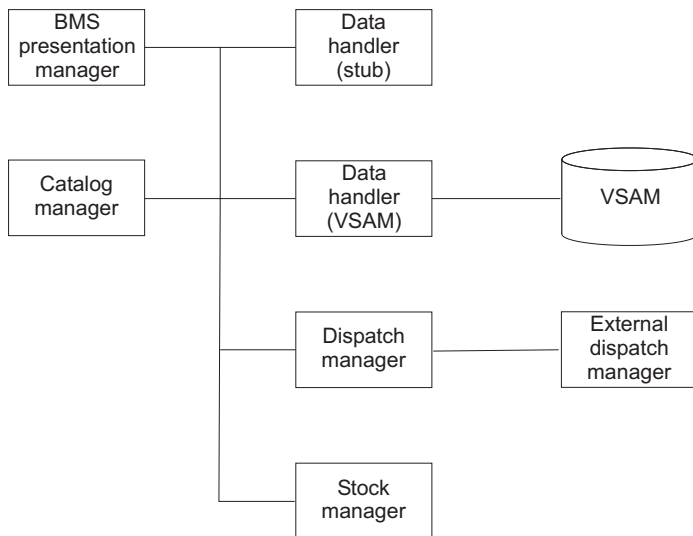 BMS
presentation
manager
Data
handler
(stub)
Catalog
manager
Data
handler
(VSAM)
VSAM
Dispatch
manager
External
dispatch
manager
Stock
manager